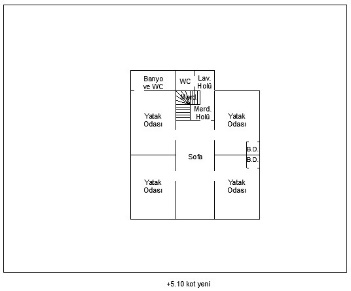 Banyo
ve WC
WC
Lav.
Holü
Merd.
Merd.
Holü
Yatak
Odası
Yatak
Odası
B.D.
B.D.
Sofa
Yatak
Odası
Yatak
Odası
+5.10 kot yeni